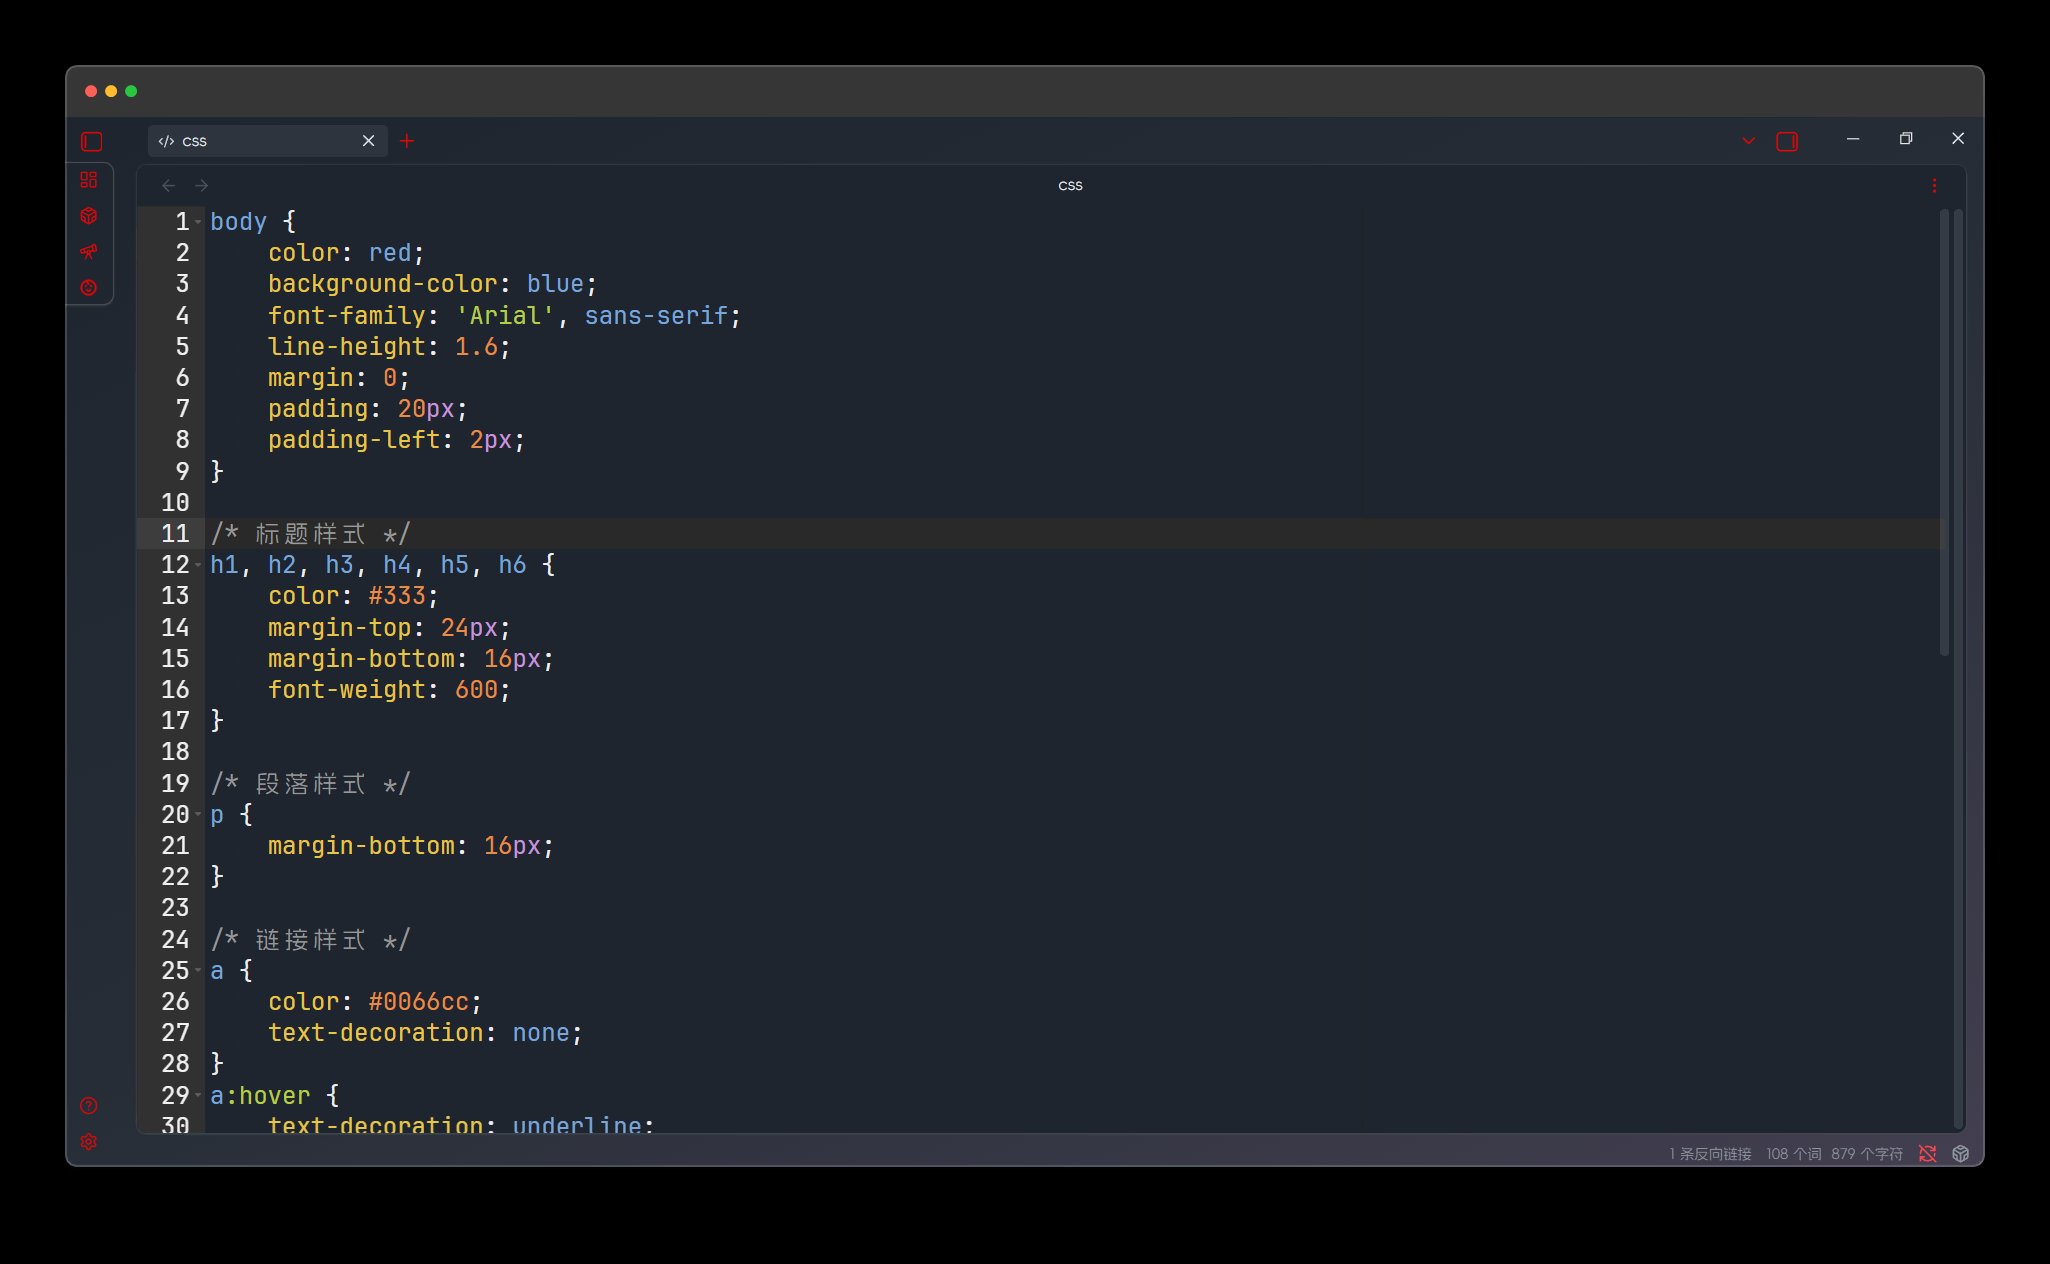 css
css
1 body {
2     color: red;
3     background-color: blue;
4     font-family: 'Arial', sans-serif;
5     line-height: 1.6;
6     margin: 0;
7     padding: 20px;
8     padding-left: 2px;
9 }
10
11 /* 标题样式 */
12 h1, h2, h3, h4, h5, h6 {
13     color: #333;
14     margin-top: 24px;
15     margin-bottom: 16px;
16     font-weight: 600;
17 }
18
19 /* 段落样式 */
20 p {
21     margin-bottom: 16px;
22 }
23
24 /* 链接样式 */
25 a {
26     color: #0066cc;
27     text-decoration: none;
28 }
29 a:hover {
30     text-decoration: underline;
1 条反向链接 108 个词 879 个字符